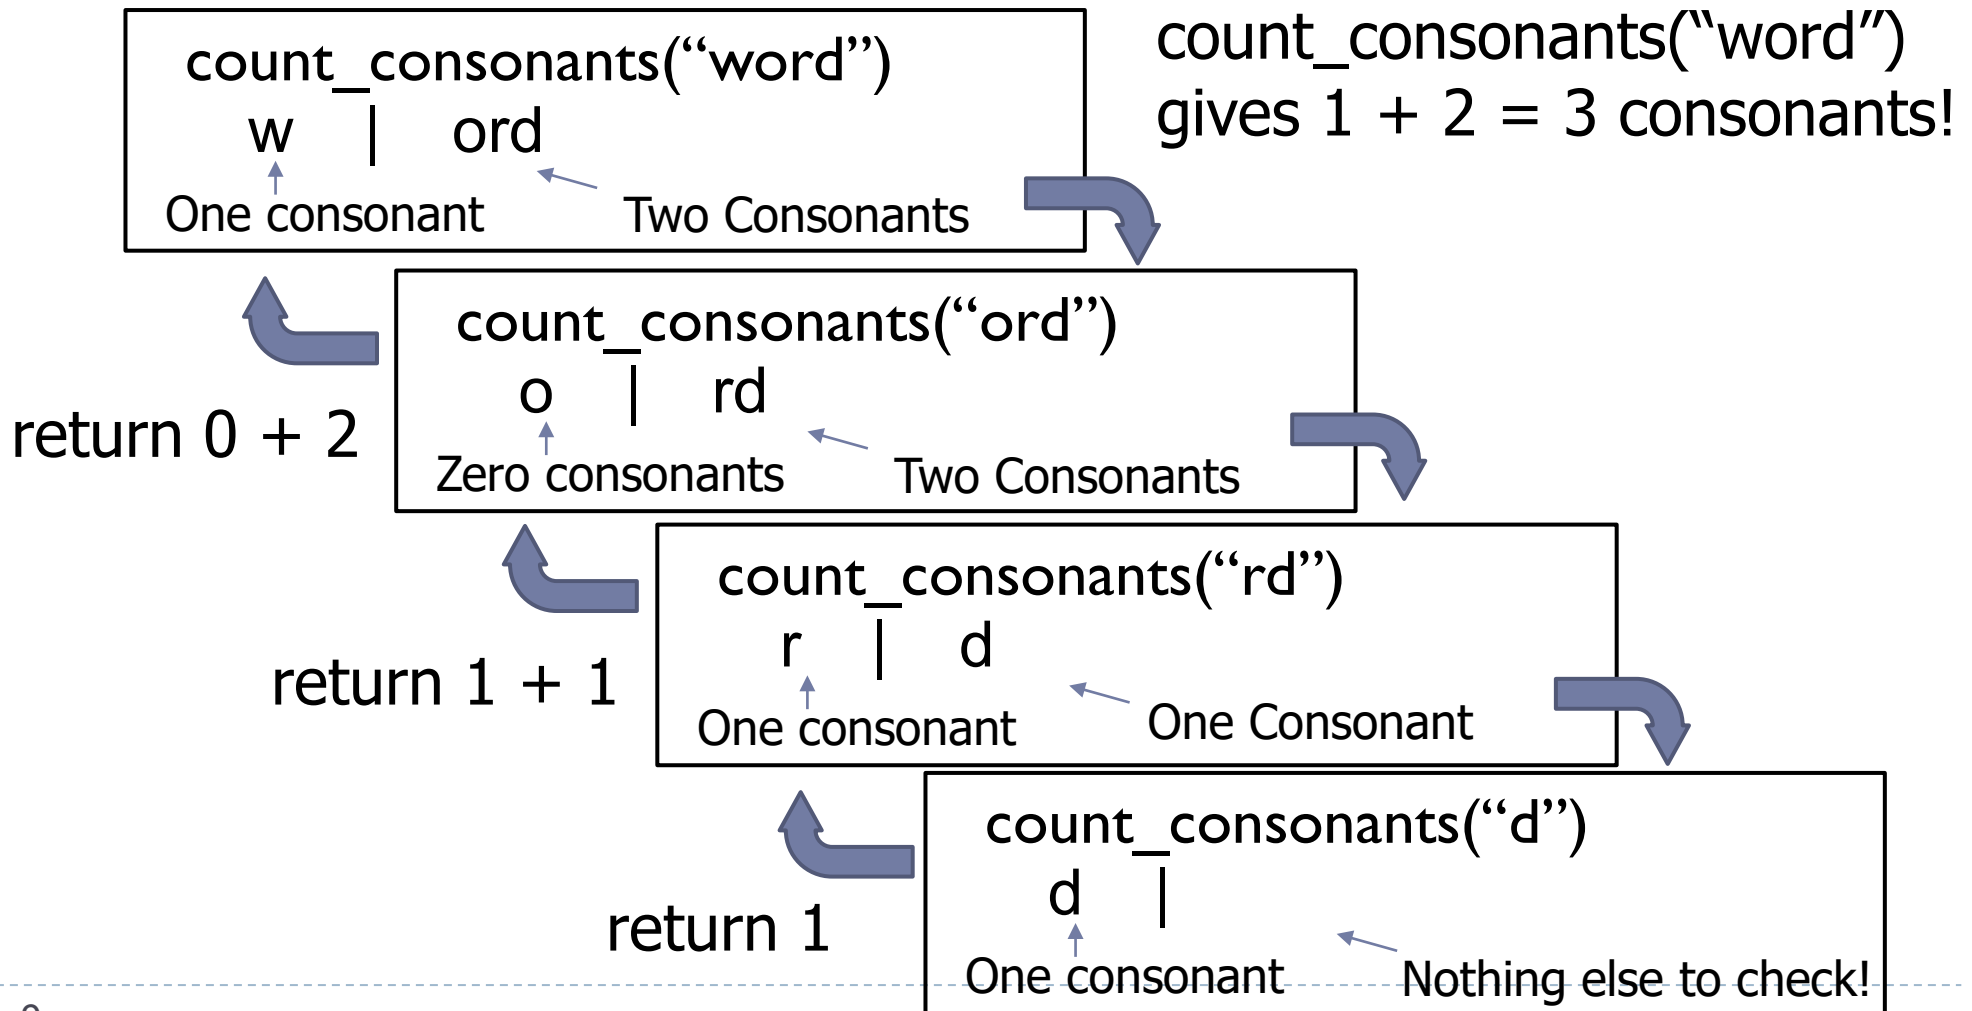 count_consonants(“word”)
w | ord
One consonant
Two Consonants
count_consonants(“word”)
gives 1 + 2 = 3 consonants!
count_consonants(“ord”)
o | rd
Zero consonants
Two Consonants
return 0 + 2
count_consonants(“rd”)
r | d
One consonant
One Consonant
return 1 + 1
count_consonants(“d”)
d |
One consonant
Nothing else to check!
return 1